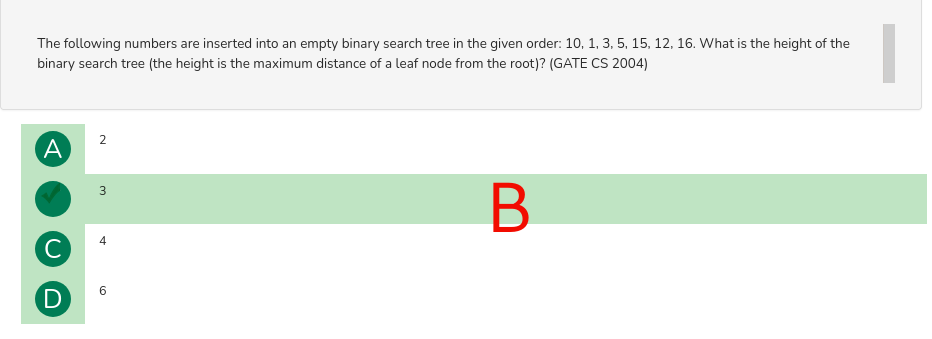 The following numbers are inserted into an empty binary search tree in the given order: 10, 1, 3, 5, 15, 12, 16. What is the height of the
binary search tree (the height is the maximum distance of a leaf node from the root)? (GATE CS 2004)
A 2
3
B
C 4
D 6